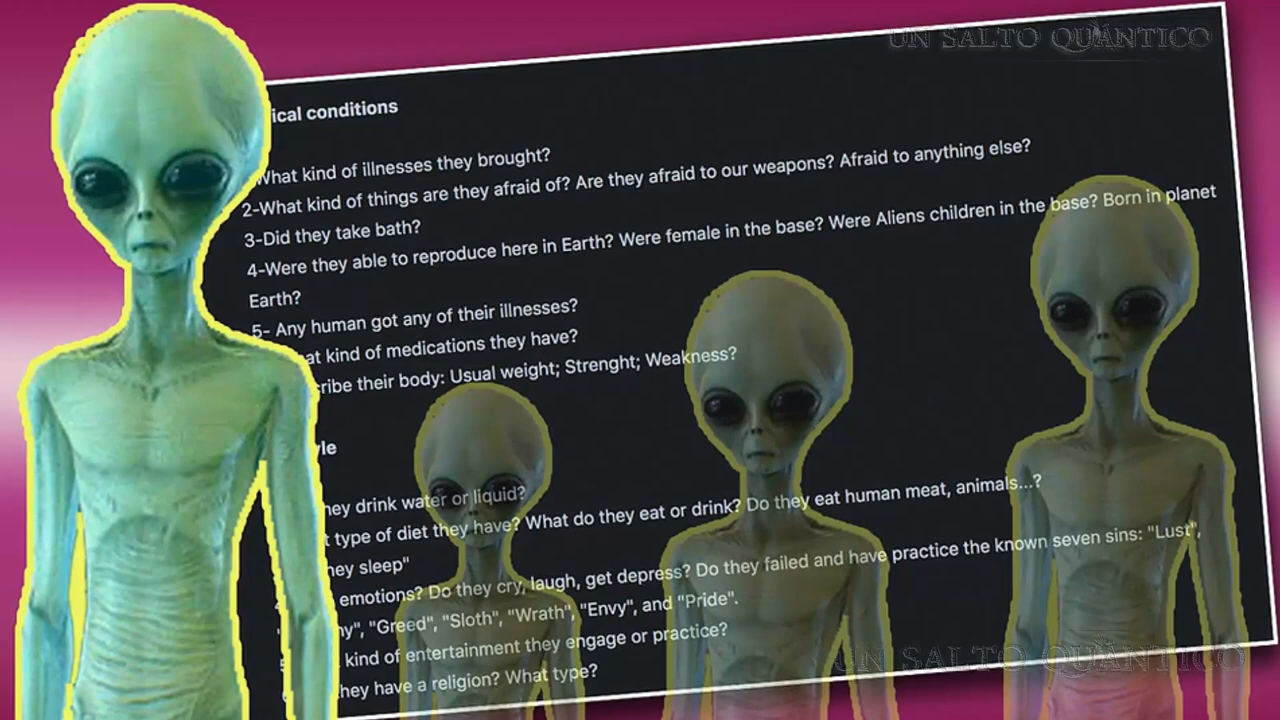 UN SALTO QUÁNTICO
ical conditions
What kind of illnesses they brought?
2-What kind of things are they afraid of? Are they afraid to our weapons? Afraid to anything else?
3-Did they take bath?
4-Were they able to reproduce here in Earth? Were female in the base? Were Aliens children in the base? Born in planet
Earth?
5- Any human got any of their illnesses?
at kind of medications they have?
ribe their body: Usual weight; Strenght; Weakness?
yle
hey drink water or liquid?
t type of diet they have? What do they eat or drink? Do they eat human meat, animals...?
hey sleep"
emotions? Do they cry, laugh, get depress? Do they failed and have practice the known seven sins: "Lust",
ny", "Greed", "Sloth", "Wrath", "Envy", and "Pride".
kind of entertainment they engage or practice?
they have a religion? What type?
UN SALTO QUÁNTICO